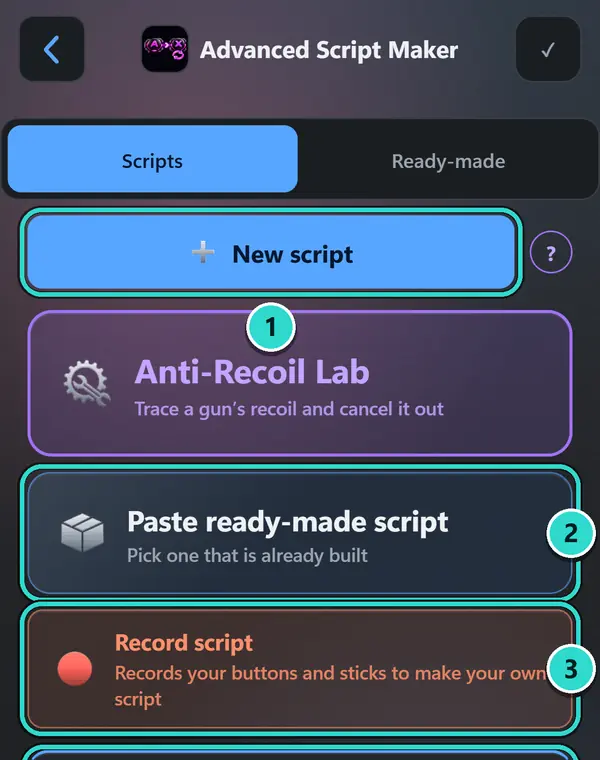 Advanced Script Maker
✓
Scripts
Ready-made
+ New script
?
1
Anti-Recoil Lab
Trace a gun's recoil and cancel it out
Paste ready-made script
Pick one that is already built
2
Record script
Records your buttons and sticks to make your own
script
3